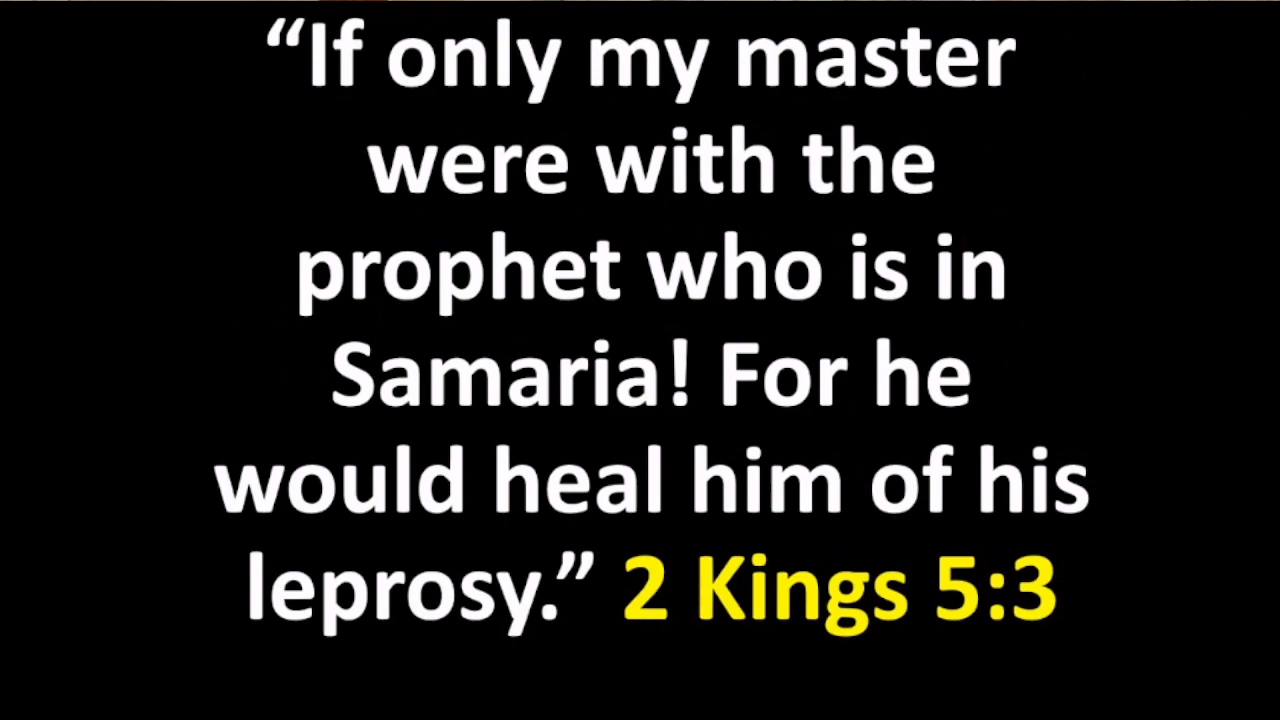 “If only my master
were with the
prophet who is in
Samaria! For he
would heal him of his
leprosy.” 2 Kings 5:3